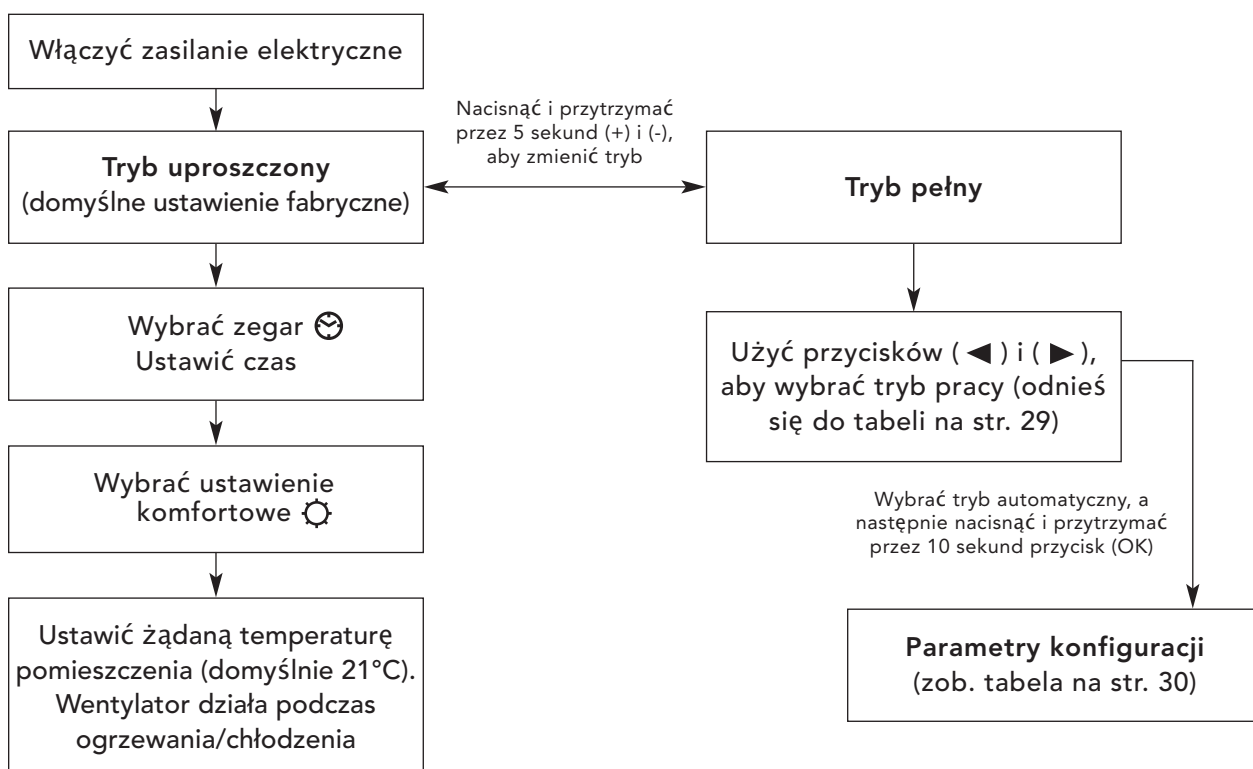 Włączyć zasilanie elektryczne
Tryb uproszczony
(domyślne ustawienie fabryczne)
Nacisnąć i przytrzymać
przez 5 sekund (+) i (-),
aby zmienić tryb
Tryb pełny
Wybrać zegar
Ustawić czas
Użyć przycisków ( ◀ ) i ( ▶ ),
aby wybrać tryb pracy (odnieś
się do tabeli na str. 29)
Wybrać ustawienie
komfortowe
Wybrać tryb automatyczny, a
następnie nacisnąć i przytrzymać
przez 10 sekund przycisk (OK)
Ustawić żądaną temperaturę
pomieszczenia (domyślnie 21°C).
Wentylator działa podczas
ogrzewania/chłodzenia
Parametry konfiguracji
(zob. tabela na str. 30)